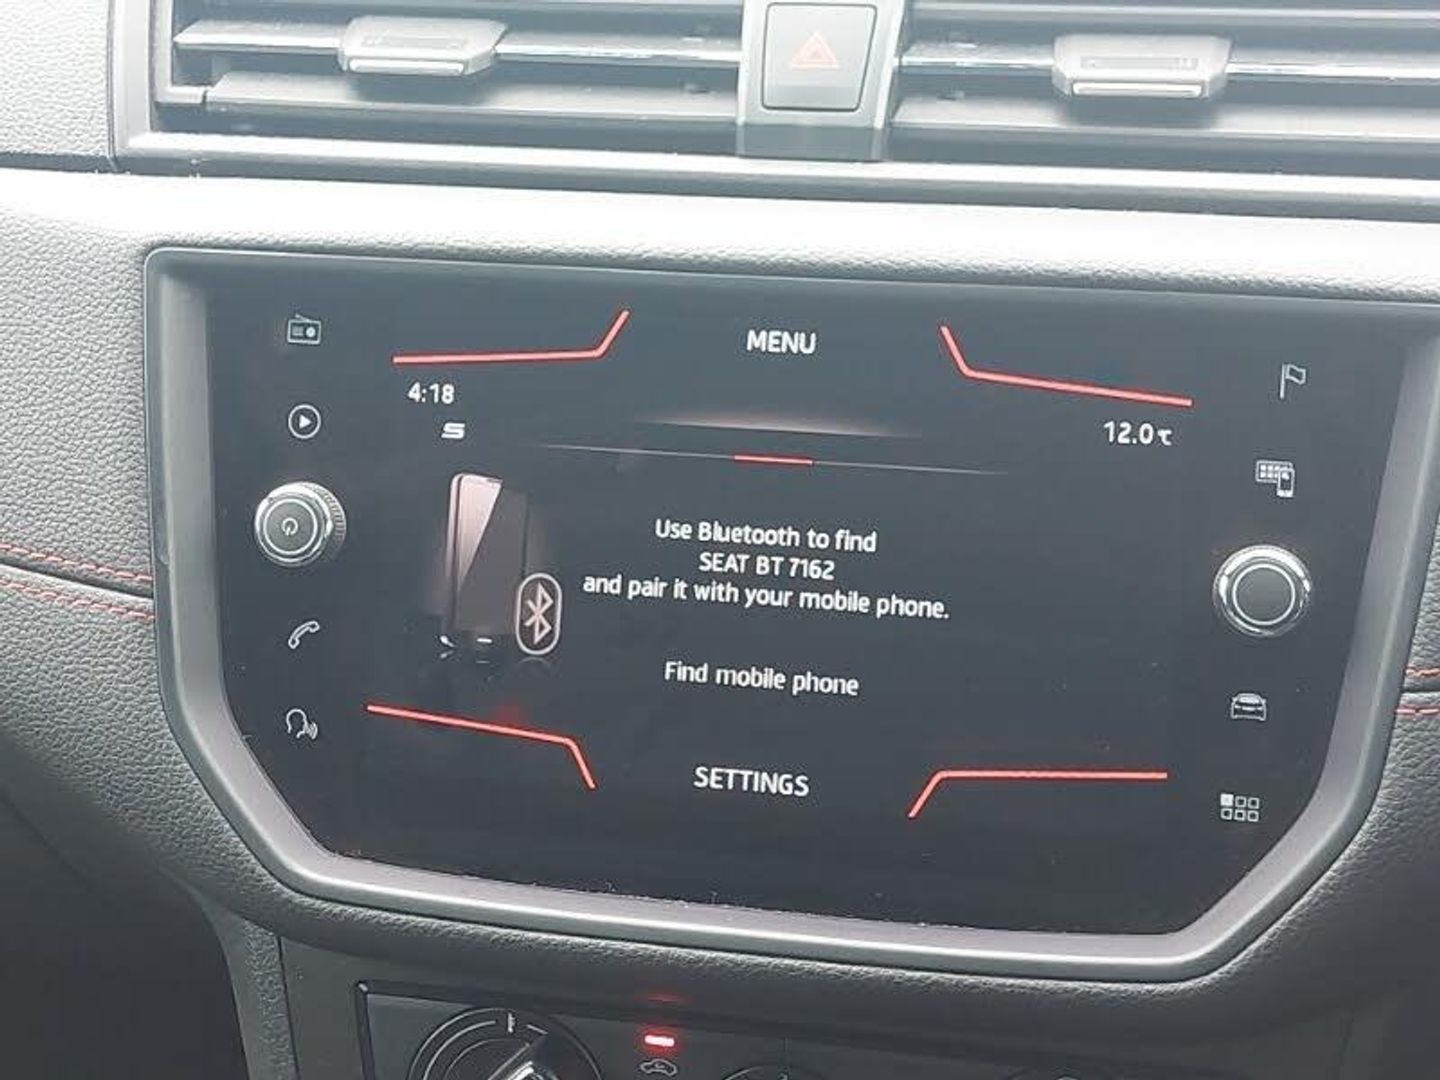 MENU
4:18
12.0°C
Use Bluetooth to find
SEAT BT 7162
and pair it with your mobile phone.
Find mobile phone
SETTINGS